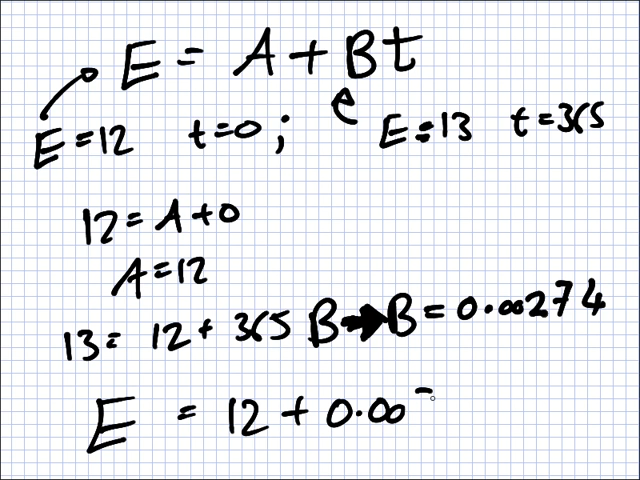 E = A + Bt
e
E = 12 t = 0 ; E = 13 t = 365
12 = A + 0
A = 12
13 = 12 + 365 B → B = 0.00274
E = 12 + 0.00